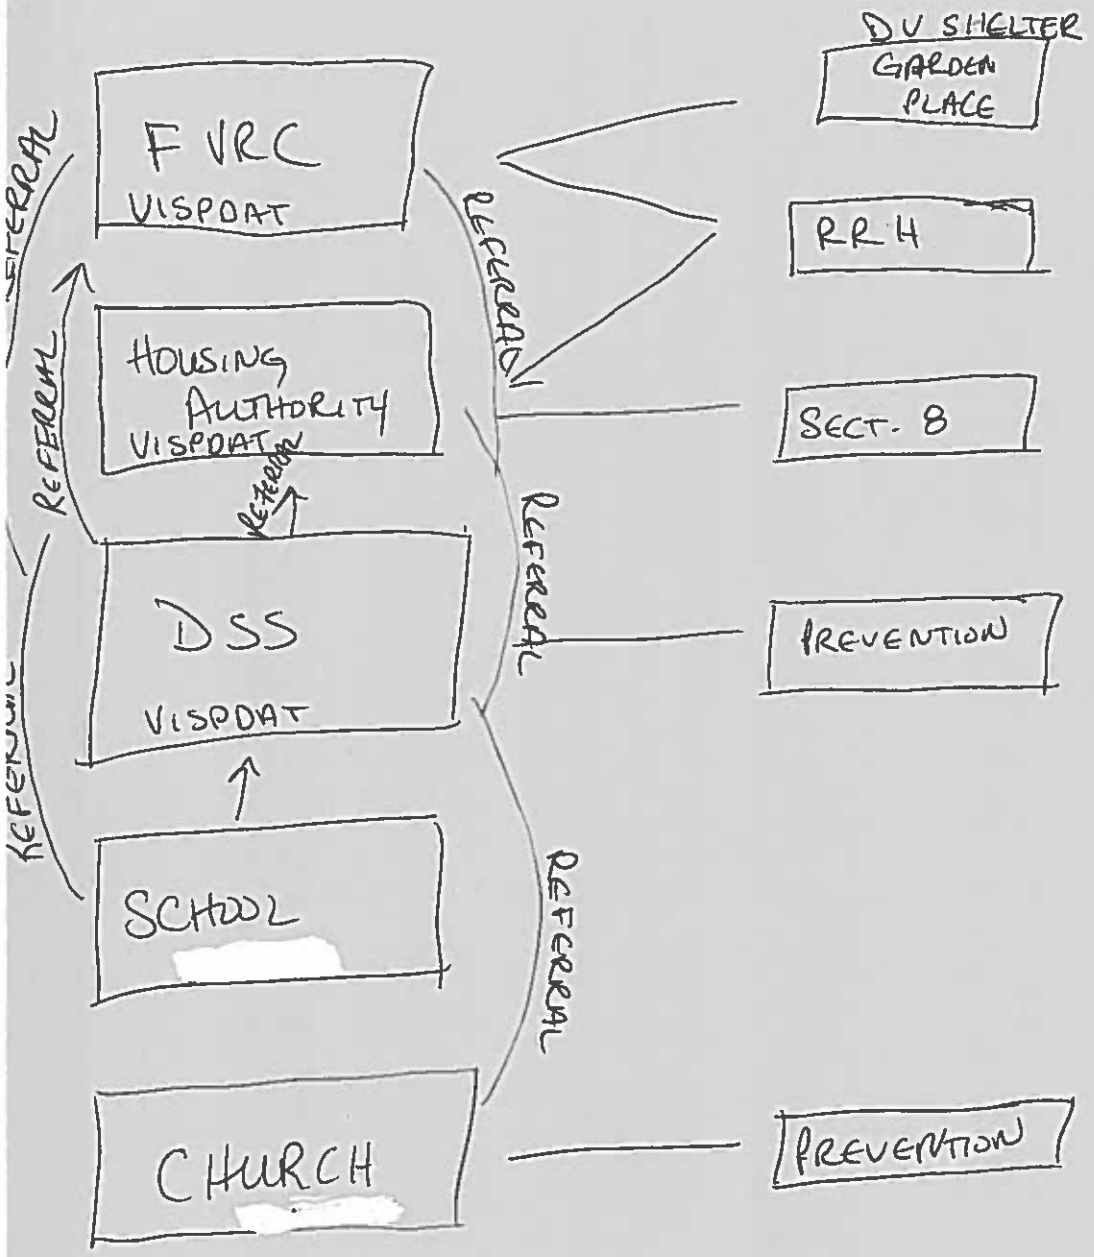 DV SHELTER
GARDEN
PLACE
FVRC
VISPDAT
REFERRAL
REFERRAL
RRH
HOUSING
AUTHORITY
VISPDAT
REFERRAL
REFERRAL
SECT. 8
DSS
VISPDAT
REFERRAL
PREVENTION
SCHOOL
REFERRAL
CHURCH
PREVENTION